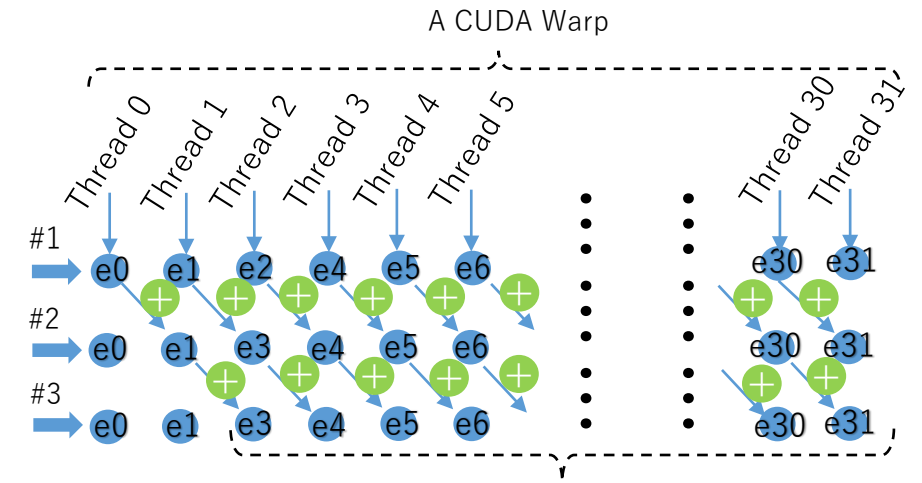 A CUDA Warp
Thread 0 Thread 1 Thread 2 Thread 3 Thread 4 Thread 5 Thread 30 Thread 31
#1
e0 e1 e2 e4 e5 e6 e30 e31
+ + + + + + + +
#2
e0 e1 e3 e4 e5 e6 e30 e31
+ + + + + + +
#3
e0 e1 e3 e4 e5 e6 e30 e31